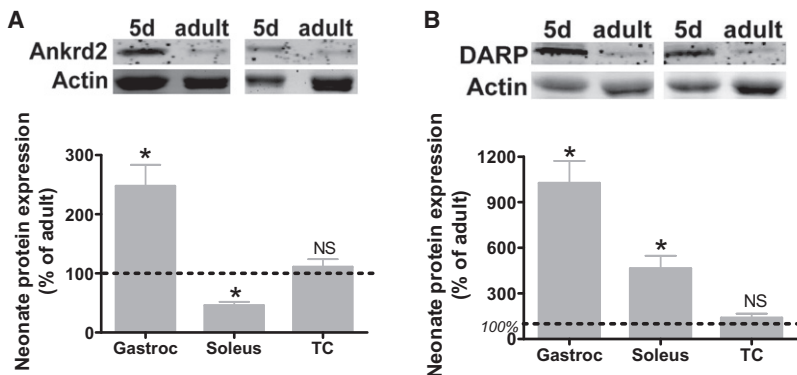 A
5d adult 5d adult
Ankrd2
Actin
Neonate protein expression
(% of adult)
300
200
100
0
*
*
NS
Gastroc Soleus TC
B
5d adult 5d adult
DARP
Actin
Neonate protein expression
(% of adult)
1200
900
600
300
100%
0
*
*
NS
Gastroc Soleus TC